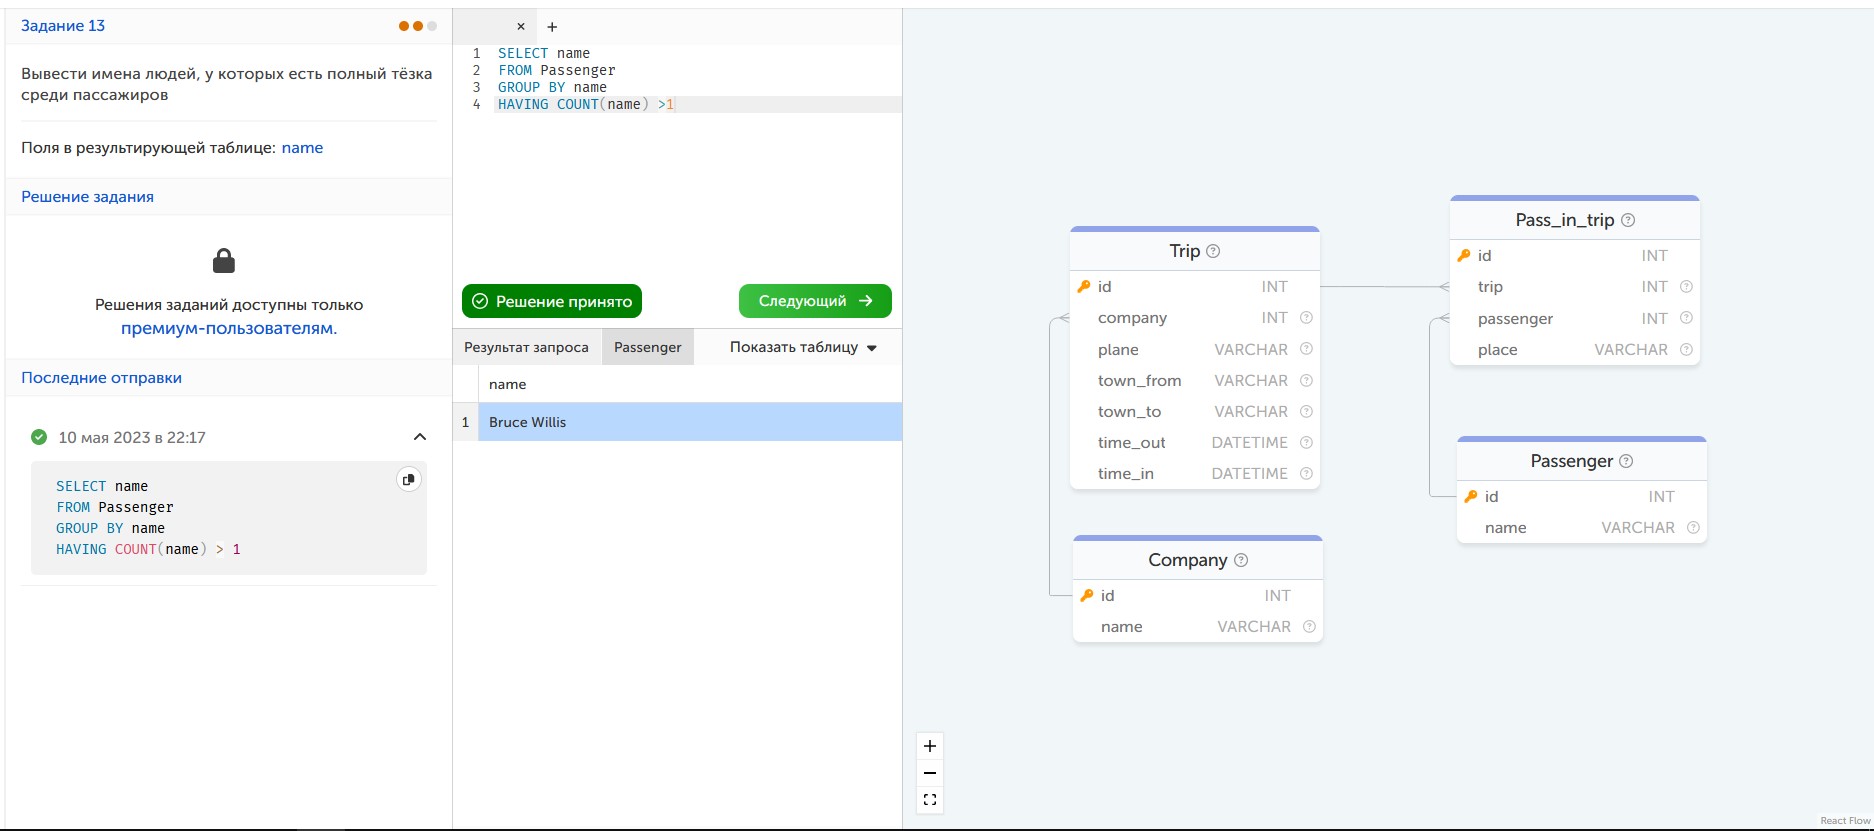 Задание 13
Вывести имена людей, у которых есть полный тёзка
среди пассажиров
Поля в результирующей таблице: name
Решение задания
Решения заданий доступны только
премиум-пользователям.
Последние отправки
10 мая 2023 в 22:17
SELECT name
FROM Passenger
GROUP BY name
HAVING COUNT(name) > 1
× +
1 SELECT name
2 FROM Passenger
3 GROUP BY name
4 HAVING COUNT(name) >1
Решение принято
Следующий →
Результат запроса Passenger Показать таблицу
name
1 Bruce Willis
Trip ?
id INT
company INT ?
plane VARCHAR ?
town_from VARCHAR ?
town_to VARCHAR ?
time_out DATETIME ?
time_in DATETIME ?
Company ?
id INT
name VARCHAR ?
Pass_in_trip ?
id INT
trip INT ?
passenger INT ?
place VARCHAR ?
Passenger ?
id INT
name VARCHAR ?
+
−
React Flow